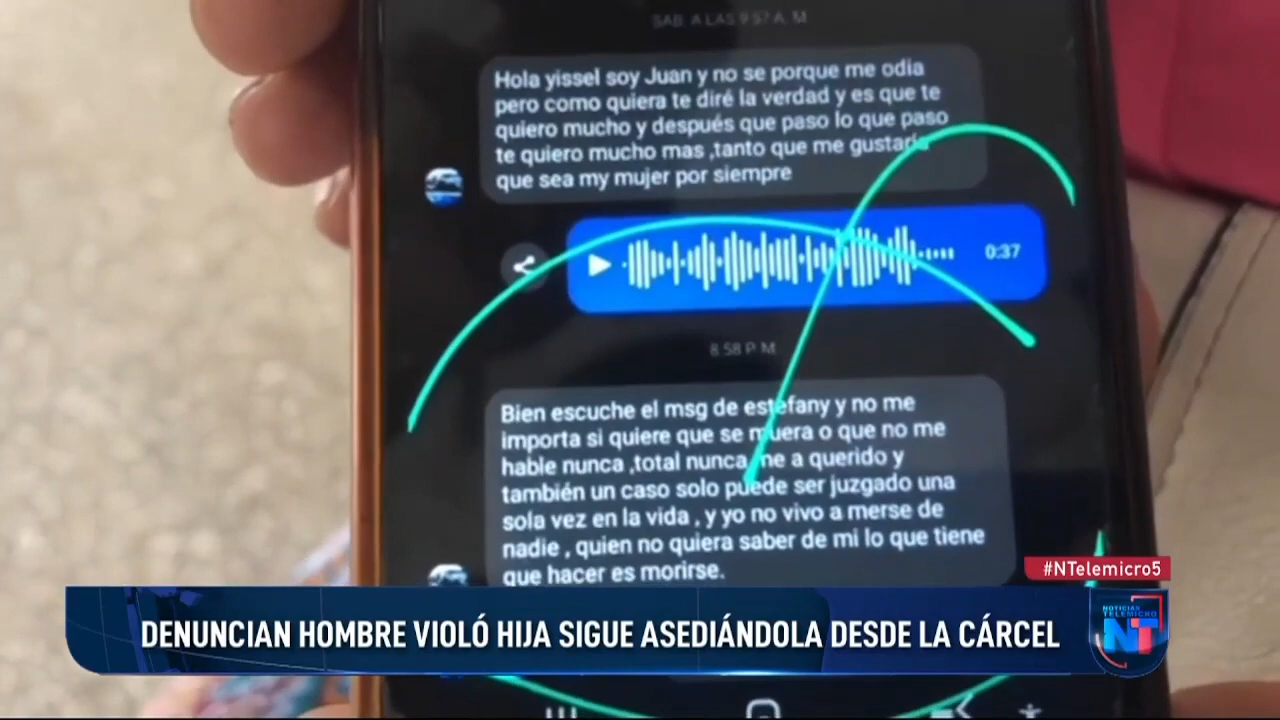 SAB. A LAS 9:57 A. M.
Hola yissel soy Juan y no se porque me odia
pero como quiera te diré la verdad y es que te
quiero mucho y después que paso lo que paso
te quiero mucho mas ,tanto que me gustaría
que sea my mujer por siempre
0:37
8:58 P. M.
Bien escuche el msg de estefany y no me
importa si quiere que se muera o que no me
hable nunca ,total nunca me a querido y
también un caso solo puede ser juzgado una
sola vez en la vida , y yo no vivo a merse de
nadie , quien no quiera saber de mi lo que tiene
que hacer es morirse.
#NTelemicro5
DENUNCIAN HOMBRE VIOLÓ HIJA SIGUE ASEDIÁNDOLA DESDE LA CÁRCEL
NOTICIAS
TELEMICRO
NT